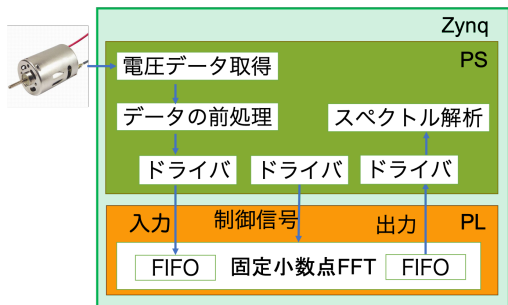 Zynq
PS
電圧データ取得
データの前処理
スペクトル解析
ドライバ
ドライバ
ドライバ
入力
制御信号
出力
PL
FIFO
固定小数点FFT
FIFO